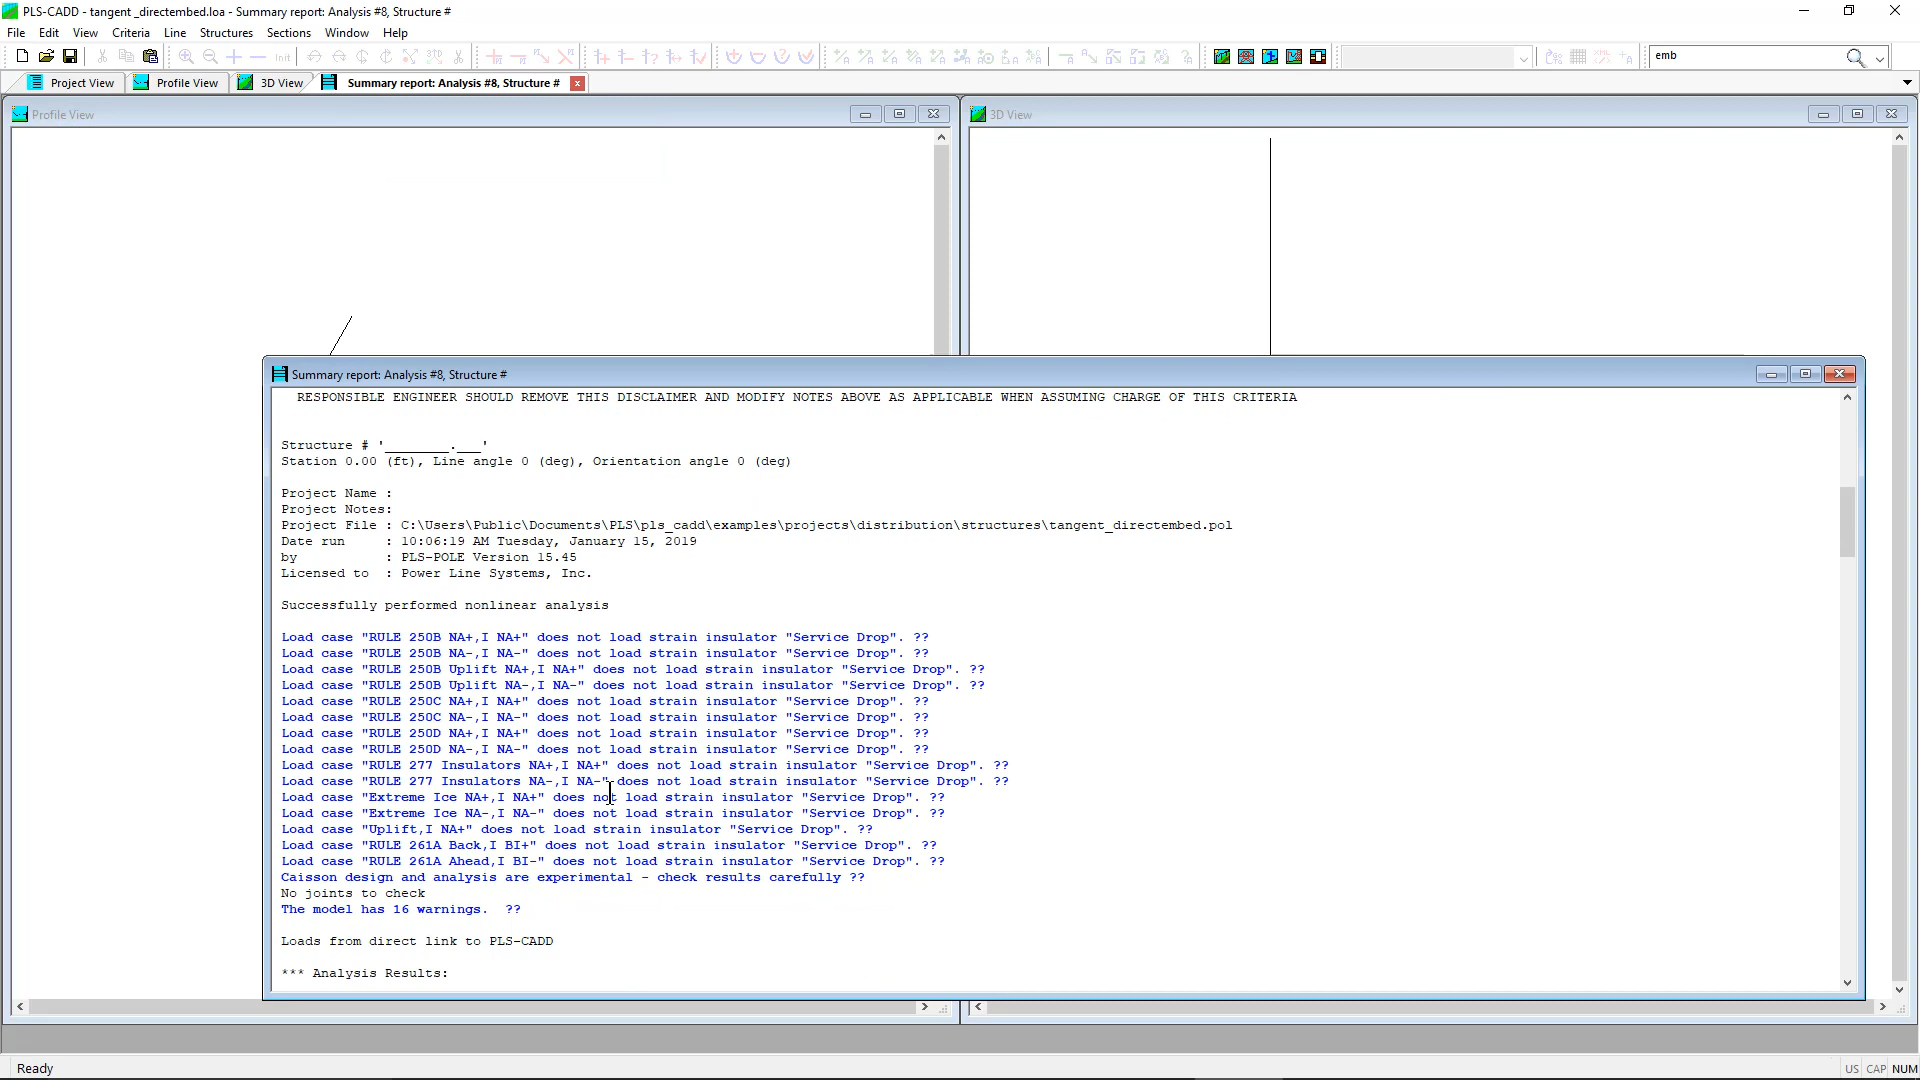 PLS-CADD - tangent _directembed.loa - Summary report: Analysis #8, Structure #
File Edit View Criteria Line Structures Sections Window Help
Init
3TD
emb
Project View Profile View 3D View Summary report: Analysis #8, Structure #
Profile View
3D View
Summary report: Analysis #8, Structure #
RESPONSIBLE ENGINEER SHOULD REMOVE THIS DISCLAIMER AND MODIFY NOTES ABOVE AS APPLICABLE WHEN ASSUMING CHARGE OF THIS CRITERIA
Structure # '________.___'
Station 0.00 (ft), Line angle 0 (deg), Orientation angle 0 (deg)
Project Name :
Project Notes:
Project File : C:\Users\Public\Documents\PLS\pls_cadd\examples\projects\distribution\structures\tangent_directembed.pol
Date run : 10:06:19 AM Tuesday, January 15, 2019
by : PLS-POLE Version 15.45
Licensed to : Power Line Systems, Inc.
Successfully performed nonlinear analysis
Load case "RULE 250B NA+,I NA+" does not load strain insulator "Service Drop". ??
Load case "RULE 250B NA-,I NA-" does not load strain insulator "Service Drop". ??
Load case "RULE 250B Uplift NA+,I NA+" does not load strain insulator "Service Drop". ??
Load case "RULE 250B Uplift NA-,I NA-" does not load strain insulator "Service Drop". ??
Load case "RULE 250C NA+,I NA+" does not load strain insulator "Service Drop". ??
Load case "RULE 250C NA-,I NA-" does not load strain insulator "Service Drop". ??
Load case "RULE 250D NA+,I NA+" does not load strain insulator "Service Drop". ??
Load case "RULE 250D NA-,I NA-" does not load strain insulator "Service Drop". ??
Load case "RULE 277 Insulators NA+,I NA+" does not load strain insulator "Service Drop". ??
Load case "RULE 277 Insulators NA-,I NA-" does not load strain insulator "Service Drop". ??
Load case "Extreme Ice NA+,I NA+" does not load strain insulator "Service Drop". ??
Load case "Extreme Ice NA-,I NA-" does not load strain insulator "Service Drop". ??
Load case "Uplift,I NA+" does not load strain insulator "Service Drop". ??
Load case "RULE 261A Back,I BI+" does not load strain insulator "Service Drop". ??
Load case "RULE 261A Ahead,I BI-" does not load strain insulator "Service Drop". ??
Caisson design and analysis are experimental - check results carefully ??
No joints to check
The model has 16 warnings. ??
Loads from direct link to PLS-CADD
*** Analysis Results:
Ready
US CAP NUM